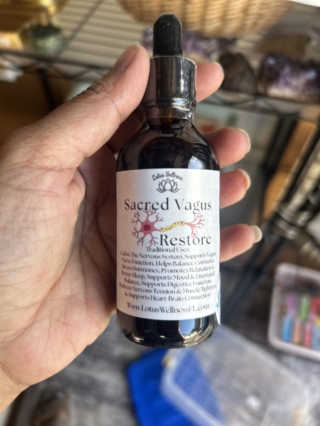 Lotus Wellness
Sacred Vagus
Restore
Traditional Uses:
Calms The Nervous System, Supports Vagus
Nerve Function, Helps Balance Cortisol &
Stress Hormones, Promotes Relaxation &
Better Sleep, Supports Mood & Emotional
Balance, Supports Digestive Function,
Reduces Nervous Tension & Muscle Tightness
& Supports Heart-Brain Connection
Www.LotusWellnessFL.com